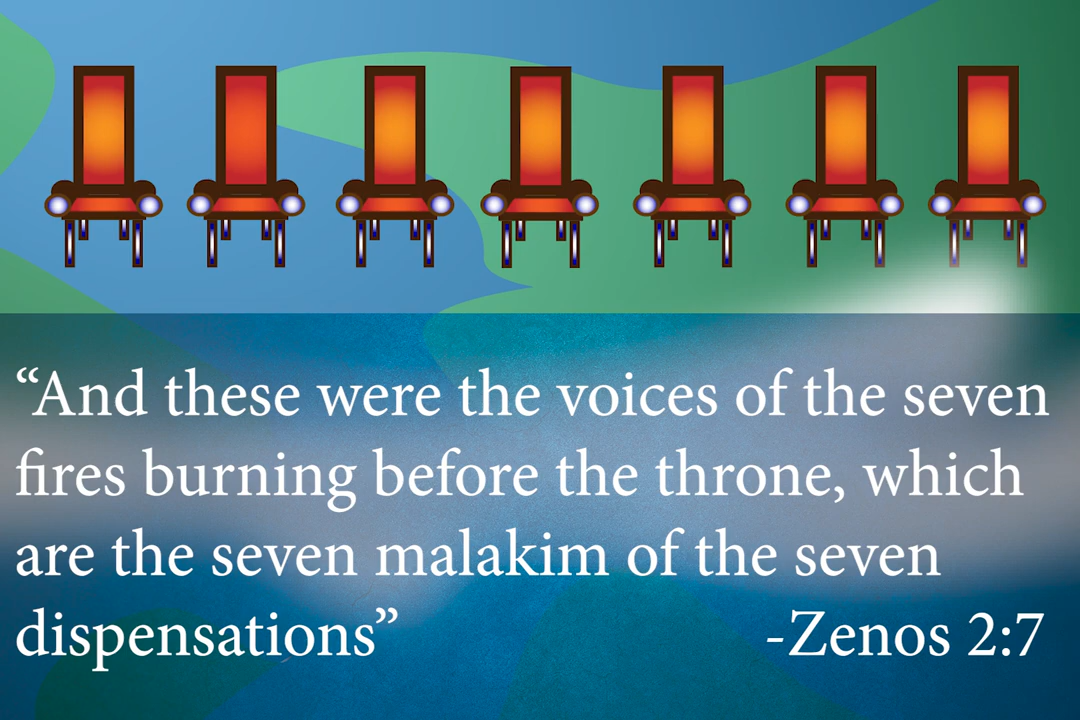 “And these were the voices of the seven
fires burning before the throne, which
are the seven malakim of the seven
dispensations” -Zenos 2:7